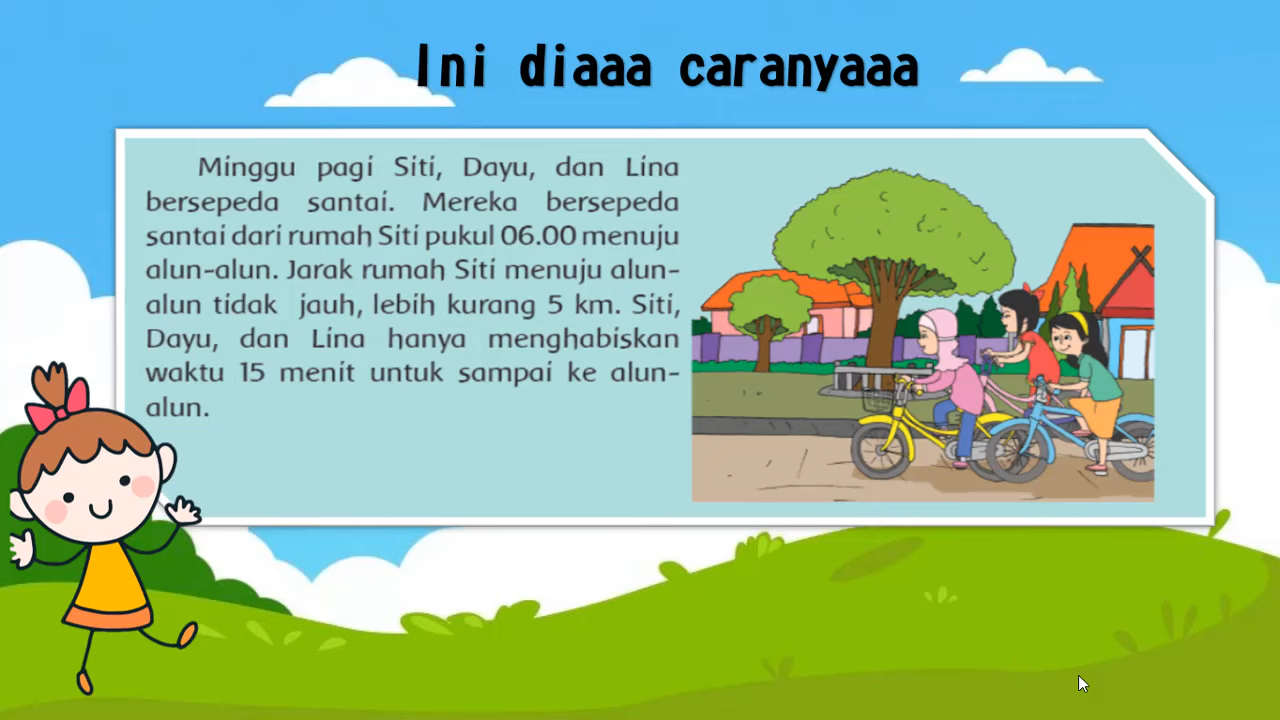 Ini diaaa caranyaaa
Minggu pagi Siti, Dayu, dan Lina
bersepeda santai. Mereka bersepeda
santai dari rumah Siti pukul 06.00 menuju
alun-alun. Jarak rumah Siti menuju alun-
alun tidak jauh, lebih kurang 5 km. Siti,
Dayu, dan Lina hanya menghabiskan
waktu 15 menit untuk sampai ke alun-
alun.